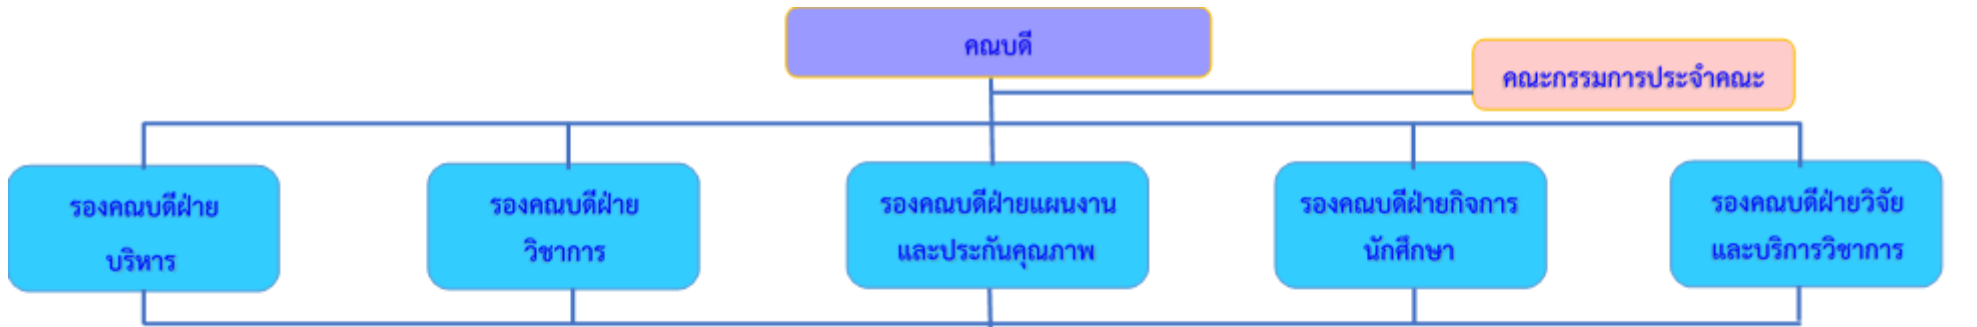 คณบดี
คณะกรรมการประจำคณะ
รองคณบดีฝ่าย
บริหาร
รองคณบดีฝ่าย
วิชาการ
รองคณบดีฝ่ายแผนงาน
และประกันคุณภาพ
รองคณบดีฝ่ายกิจการ
นักศึกษา
รองคณบดีฝ่ายวิจัย
และบริการวิชาการ